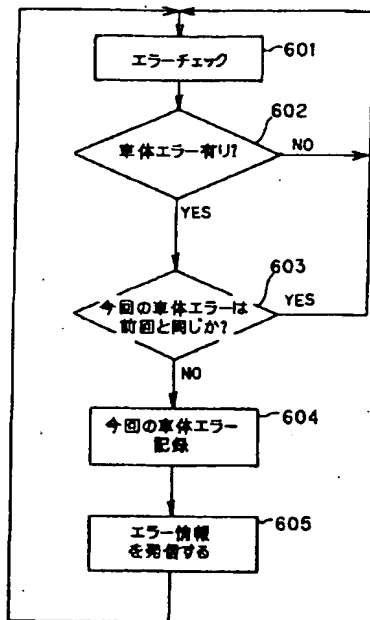 エラーチェック
601
602
車体エラー有り?
NO
YES
603
今回の車体エラーは
前回と同じか?
YES
NO
今回の車体エラー
記録
604
エラー情報
を発信する
605